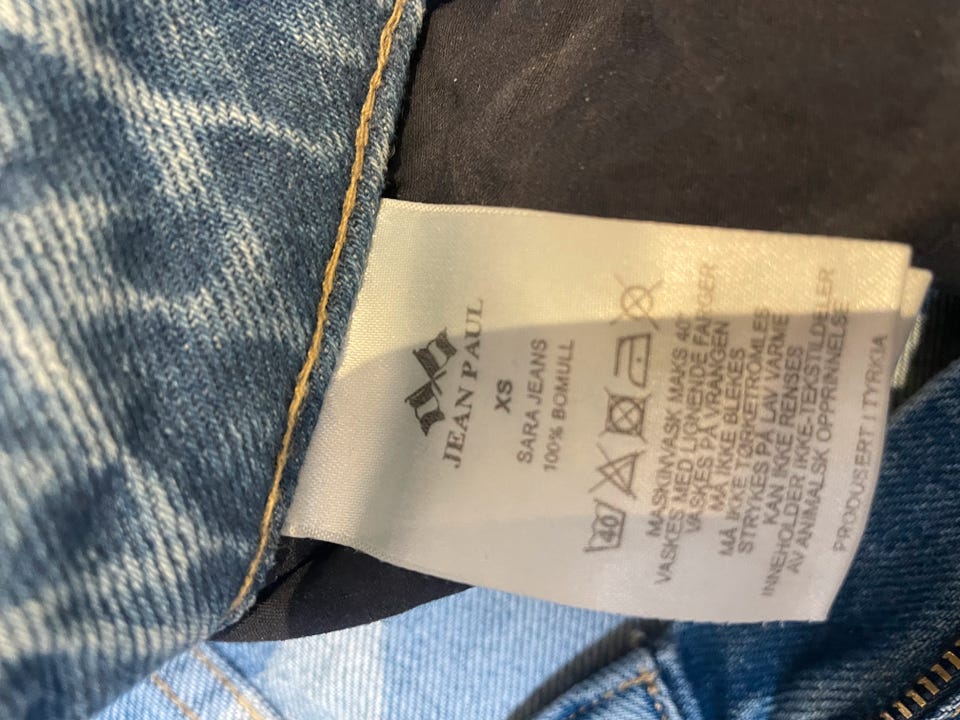 JEAN PAUL
XS
SARA JEANS
100% BOMULL
40
MASKINVASK MAKS 40°
VASKES MED LIGNENDE FARGER
VASKES PÅ VRANGEN
MÅ IKKE BLEKES
MÅ IKKE TØRKETROMLES
STRYKES PÅ LAV VARME
KAN IKKE RENSES
INNEHOLDER IKKE-TEKSTILDELER
AV ANIMALSK OPPRINNELSE
PRODUSERT I TYRKIA